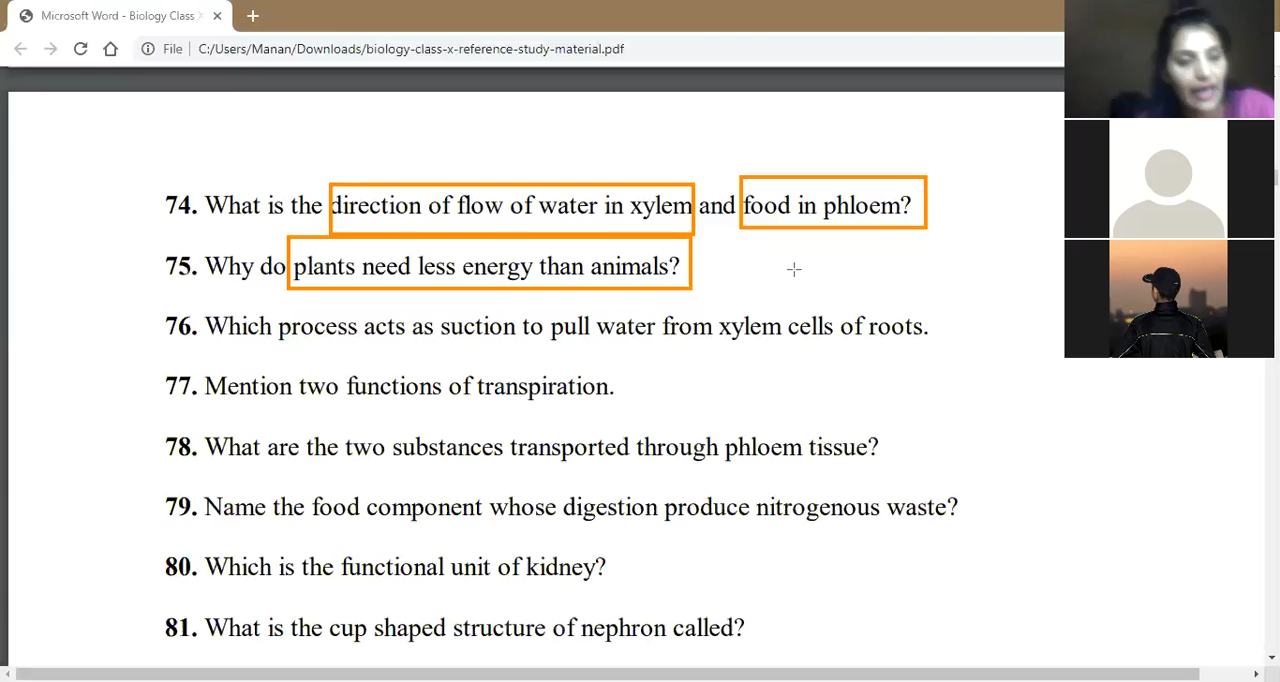 Microsoft Word - Biology Class
File C:/Users/Manan/Downloads/biology-class-x-reference-study-material.pdf
74. What is the direction of flow of water in xylem and food in phloem?
75. Why do plants need less energy than animals?
76. Which process acts as suction to pull water from xylem cells of roots.
77. Mention two functions of transpiration.
78. What are the two substances transported through phloem tissue?
79. Name the food component whose digestion produce nitrogenous waste?
80. Which is the functional unit of kidney?
81. What is the cup shaped structure of nephron called?